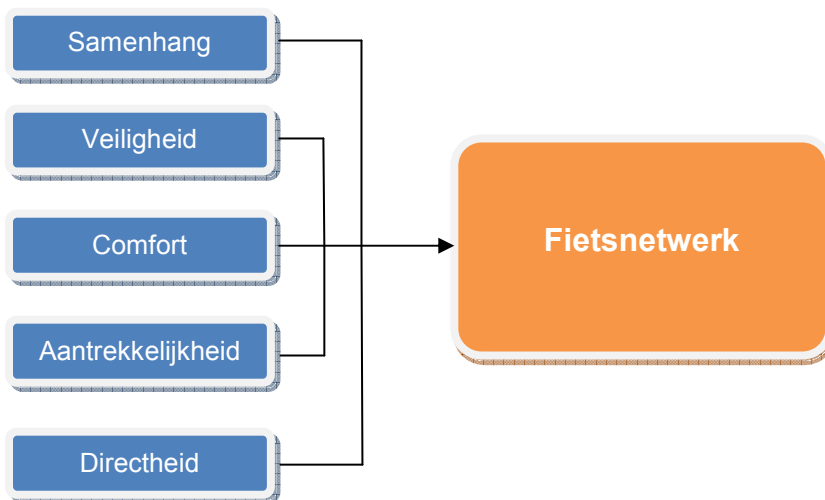 Samenhang
Veiligheid
Comfort
Aantrekkelijkheid
Directheid
Fietsnetwerk